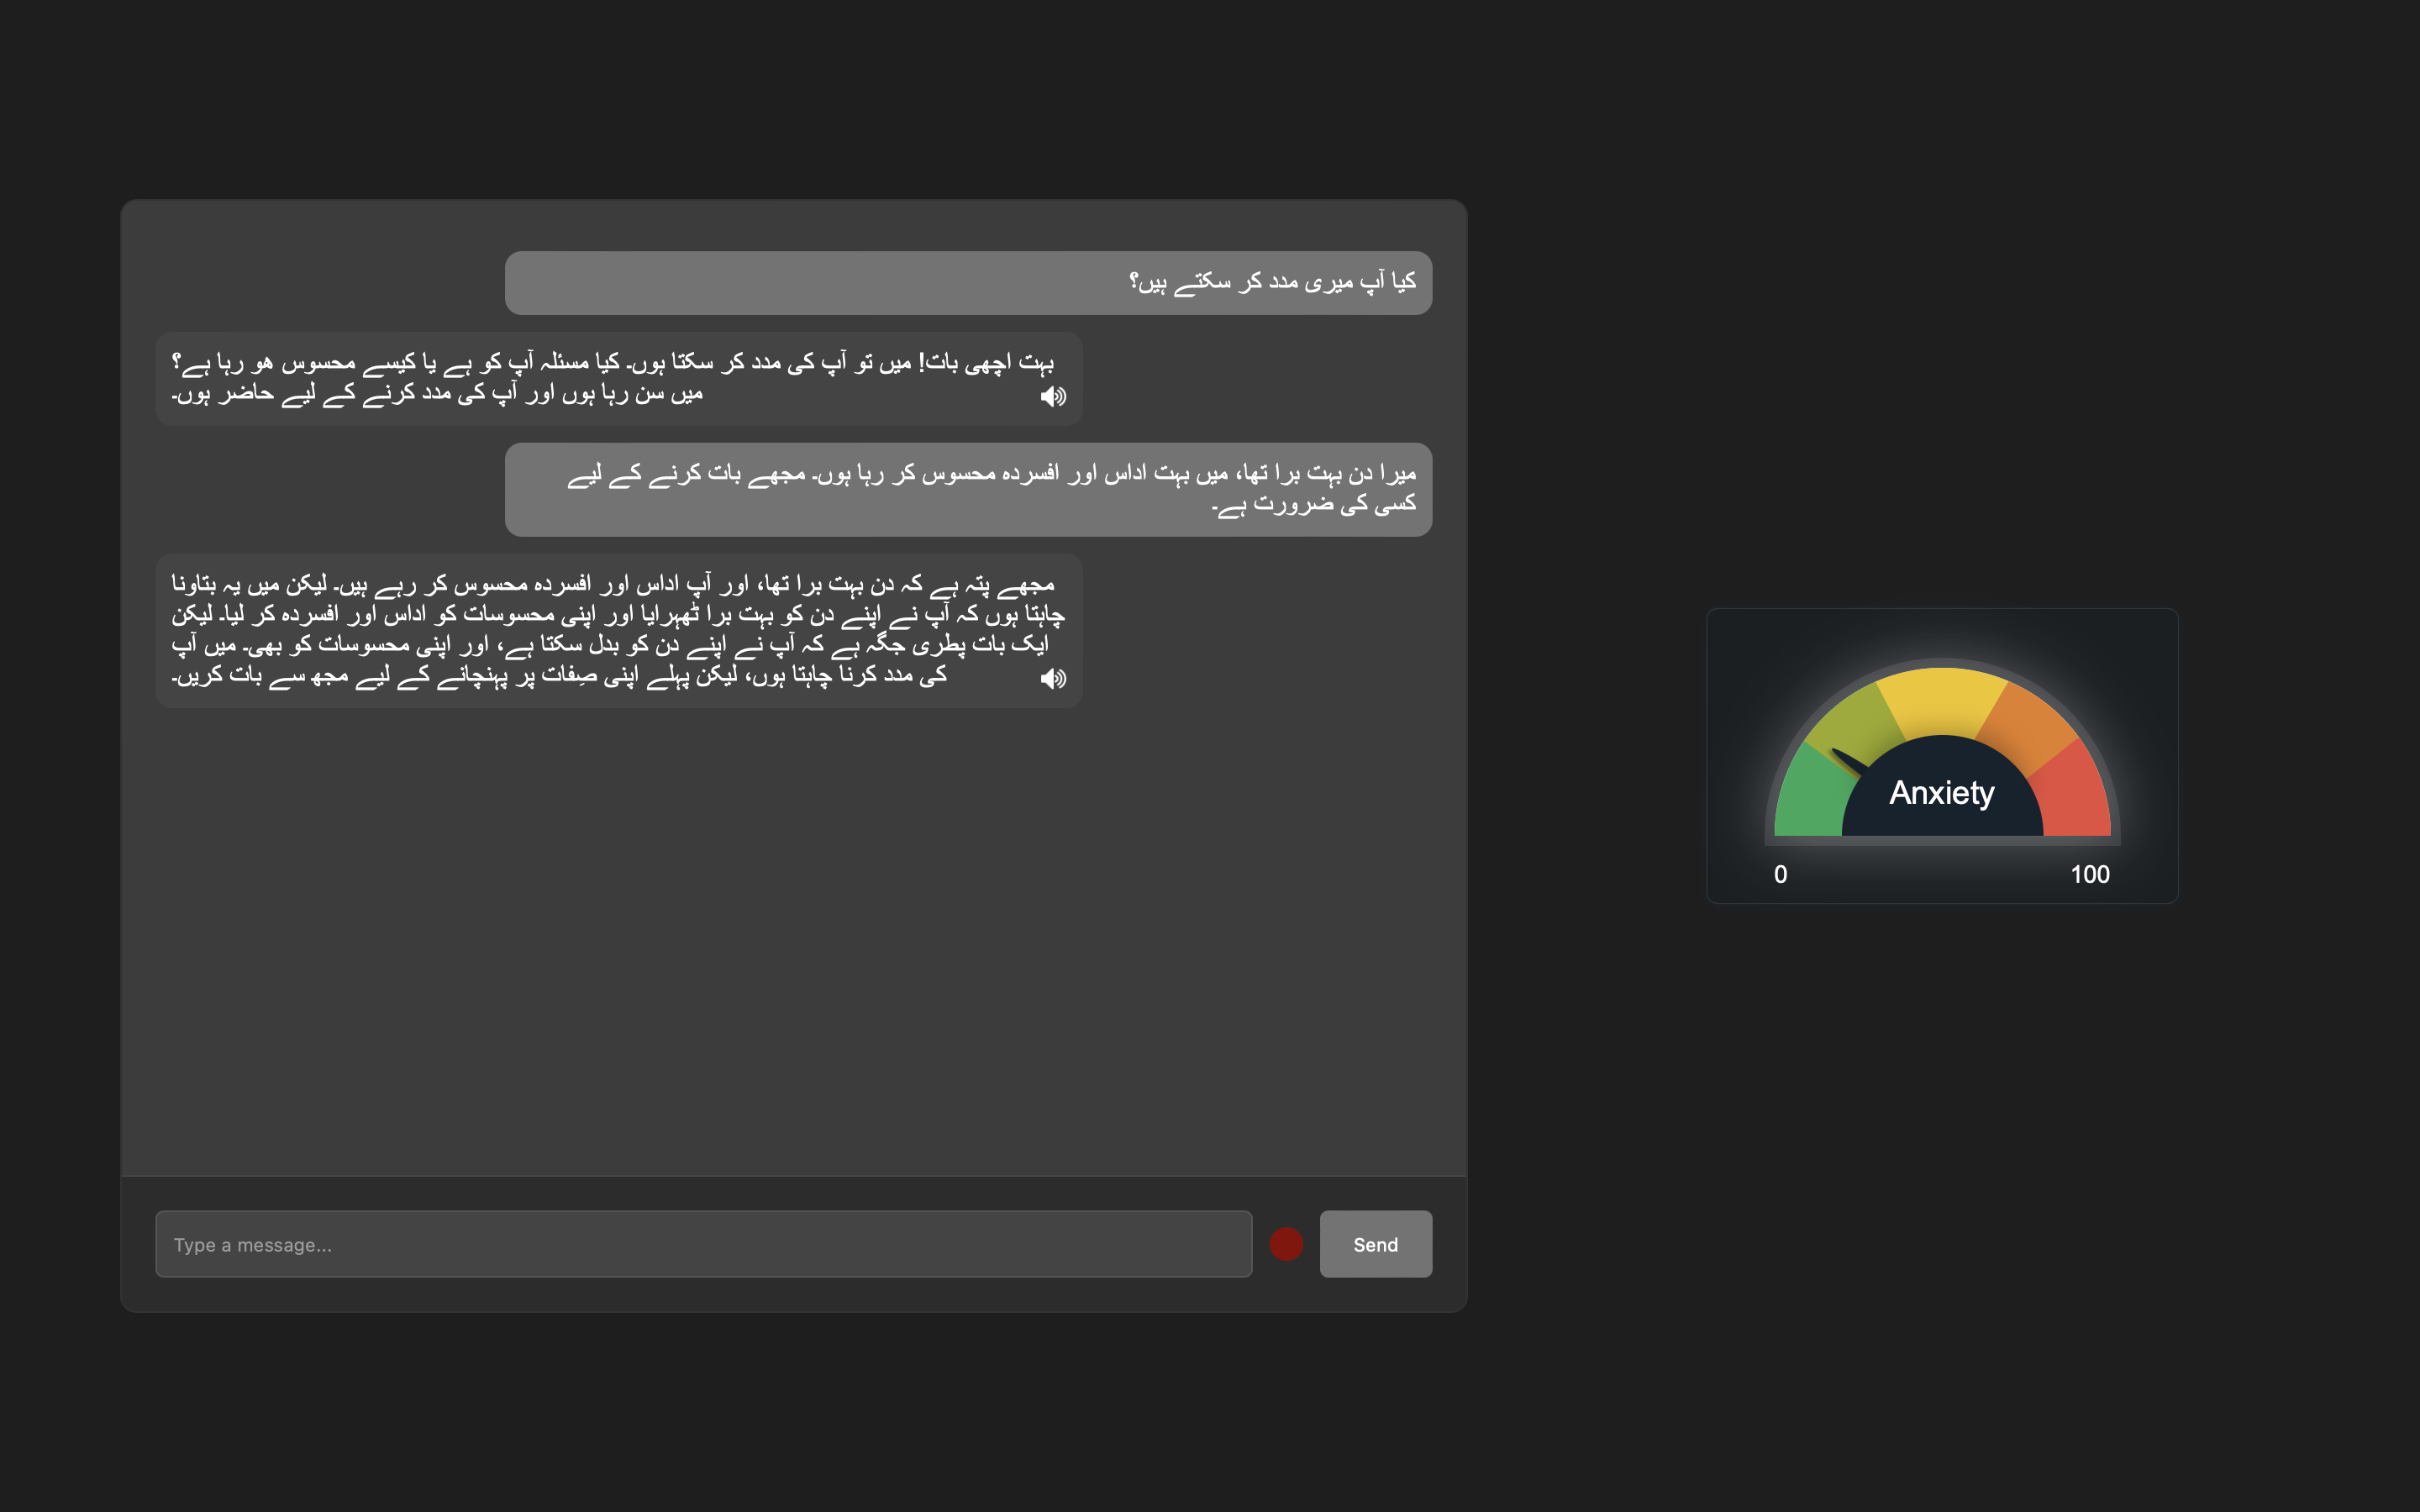 کیا آپ میری مدد کر سکتے ہیں؟
بہت اچھی بات! میں تو آپ کی مدد کر سکتا ہوں۔ کیا مسئلہ آپ کو ہے یا کیسے محسوس ھو رہا ہے؟
میں سن رہا ہوں اور آپ کی مدد کرنے کے لیے حاضر ہوں۔
میرا دن بہت برا تھا، میں بہت اداس اور افسردہ محسوس کر رہا ہوں۔ مجھے بات کرنے کے لیے
کسی کی ضرورت ہے۔
مجھے پتہ ہے کہ دن بہت برا تھا، اور آپ اداس اور افسردہ محسوس کر رہے ہیں۔ لیکن میں یہ بتاونا
چاہتا ہوں کہ آپ نے اپنے دن کو بہت برا ٹھہرایا اور اپنی محسوسات کو اداس اور افسردہ کر لیا۔ لیکن
ایک بات پطری جگہ ہے کہ آپ نے اپنے دن کو بدل سکتا ہے، اور اپنی محسوسات کو بھی۔ میں آپ
کی مدد کرنا چاہتا ہوں، لیکن پہلے اپنی صِفات پر پہنچانے کے لیے مجھ سے بات کریں۔
Type a message...
Send
Anxiety
0
100